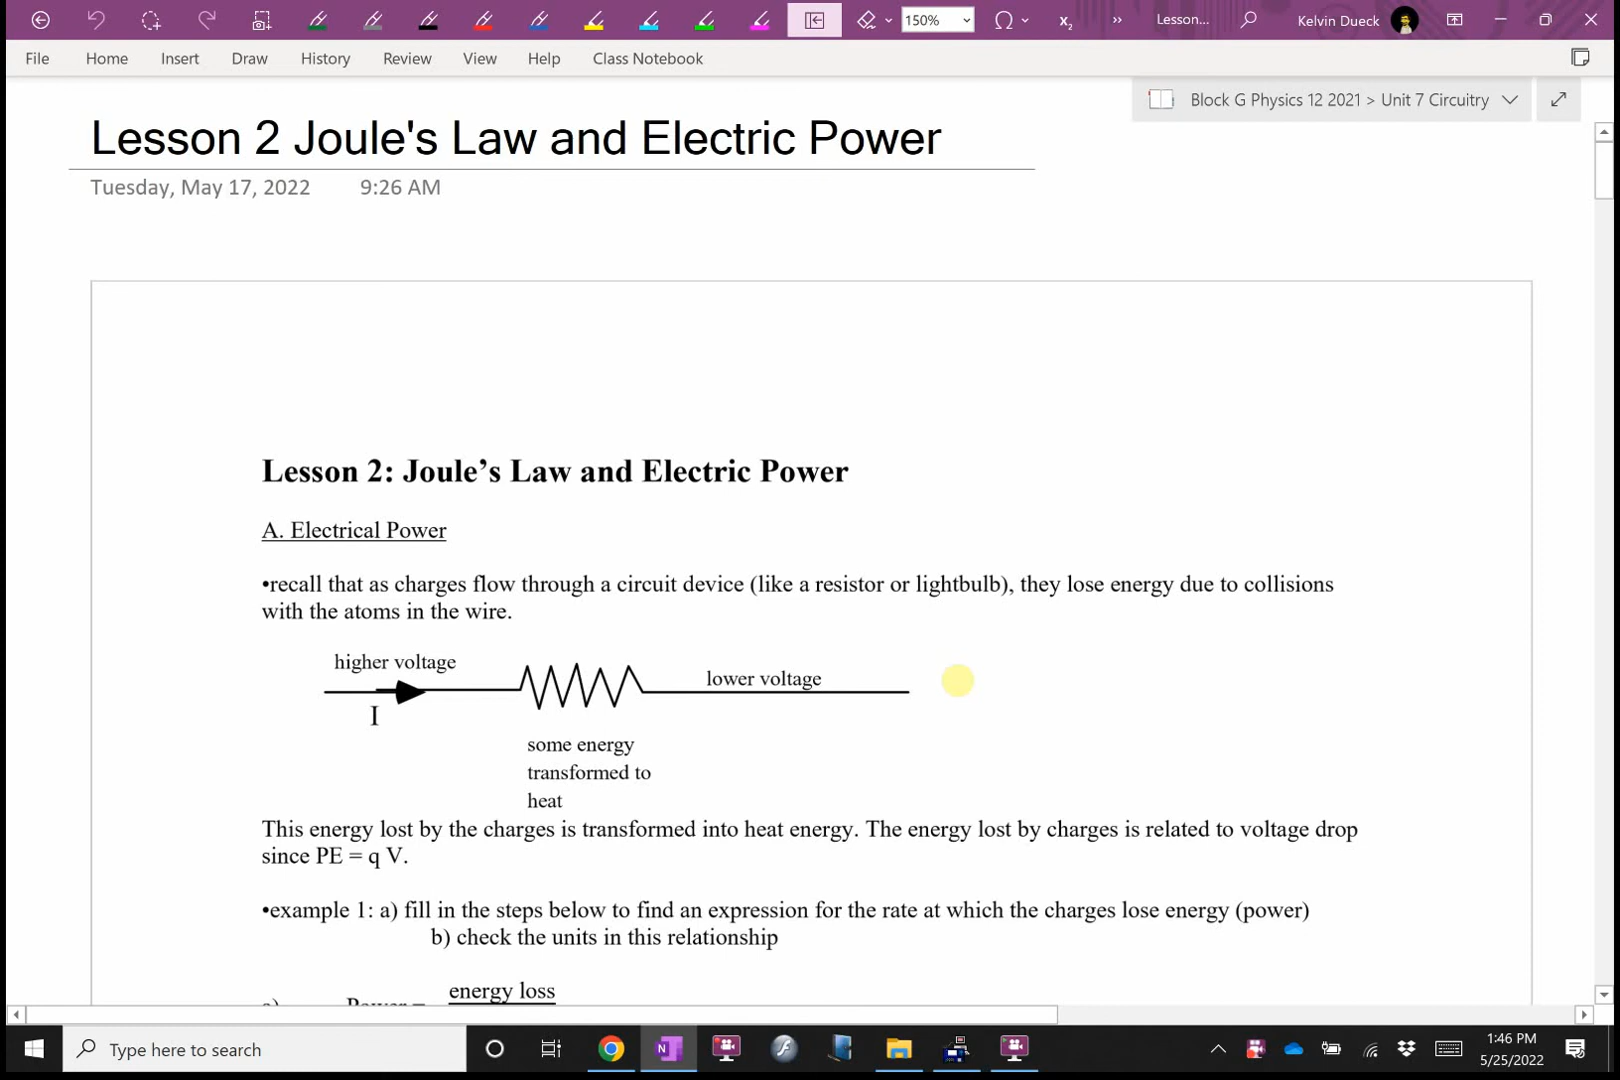 150%
Ω
x₂
››
Lesson...
Kelvin Dueck
File Home Insert Draw History Review View Help Class Notebook
Block G Physics 12 2021 > Unit 7 Circuitry
Lesson 2 Joule's Law and Electric Power
Tuesday, May 17, 2022 9:26 AM
Lesson 2: Joule’s Law and Electric Power
A. Electrical Power
•recall that as charges flow through a circuit device (like a resistor or lightbulb), they lose energy due to collisions
with the atoms in the wire.
higher voltage
lower voltage
I
some energy
transformed to
heat
This energy lost by the charges is transformed into heat energy. The energy lost by charges is related to voltage drop
since PE = q V.
•example 1: a) fill in the steps below to find an expression for the rate at which the charges lose energy (power)
b) check the units in this relationship
energy loss
a) Power =
Type here to search
N
1:46 PM
5/25/2022